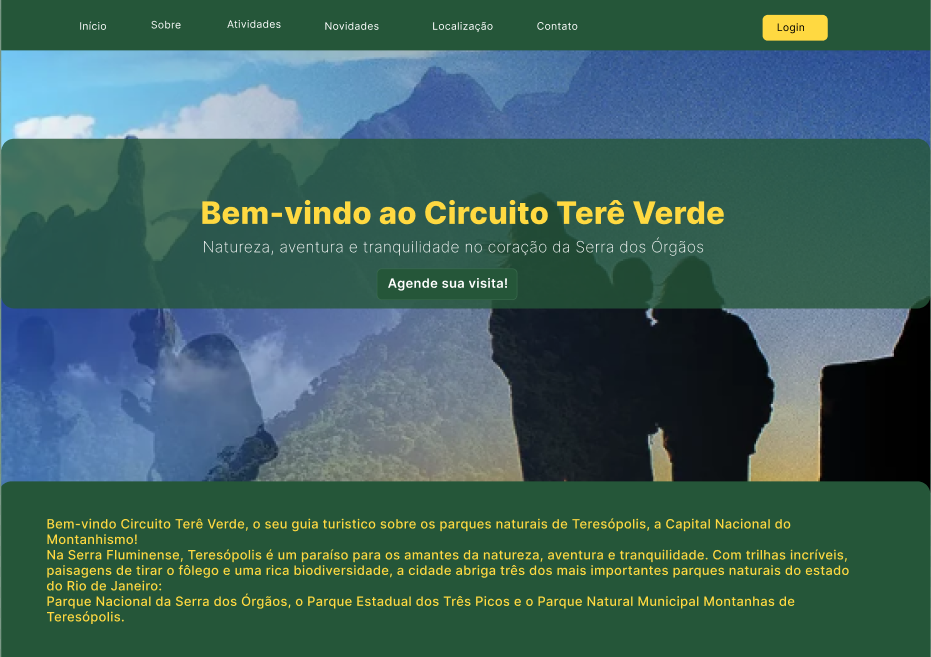 Início Sobre Atividades Novidades Localização Contato Login
Bem-vindo ao Circuito Terê Verde
Natureza, aventura e tranquilidade no coração da Serra dos Órgãos
Agende sua visita!
Bem-vindo Circuito Terê Verde, o seu guia turistico sobre os parques naturais de Teresópolis, a Capital Nacional do
Montanhismo!
Na Serra Fluminense, Teresópolis é um paraíso para os amantes da natureza, aventura e tranquilidade. Com trilhas incríveis,
paisagens de tirar o fôlego e uma rica biodiversidade, a cidade abriga três dos mais importantes parques naturais do estado
do Rio de Janeiro:
Parque Nacional da Serra dos Órgãos, o Parque Estadual dos Três Picos e o Parque Natural Municipal Montanhas de
Teresópolis.